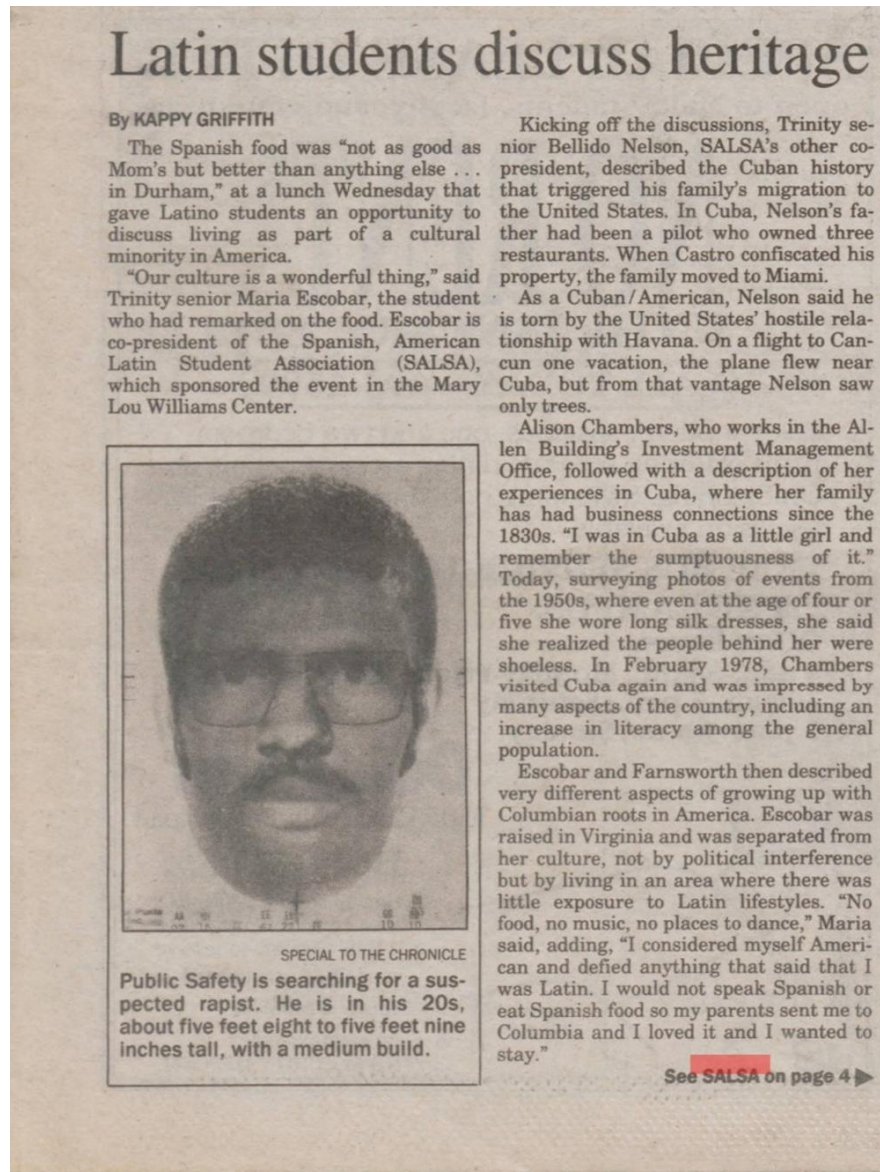 Latin students discuss heritage
By KAPPY GRIFFITH
The Spanish food was “not as good as
Mom’s but better than anything else ...
in Durham,” at a lunch Wednesday that
gave Latino students an opportunity to
discuss living as part of a cultural
minority in America.
“Our culture is a wonderful thing,” said
Trinity senior Maria Escobar, the student
who had remarked on the food. Escobar is
co-president of the Spanish, American
Latin Student Association (SALSA),
which sponsored the event in the Mary
Lou Williams Center.
SPECIAL TO THE CHRONICLE
Public Safety is searching for a sus-
pected rapist. He is in his 20s,
about five feet eight to five feet nine
inches tall, with a medium build.
Kicking off the discussions, Trinity se-
nior Bellido Nelson, SALSA’s other co-
president, described the Cuban history
that triggered his family’s migration to
the United States. In Cuba, Nelson’s fa-
ther had been a pilot who owned three
restaurants. When Castro confiscated his
property, the family moved to Miami.
As a Cuban/American, Nelson said he
is torn by the United States’ hostile rela-
tionship with Havana. On a flight to Can-
cun one vacation, the plane flew near
Cuba, but from that vantage Nelson saw
only trees.
Alison Chambers, who works in the Al-
len Building’s Investment Management
Office, followed with a description of her
experiences in Cuba, where her family
has had business connections since the
1830s. “I was in Cuba as a little girl and
remember the sumptuousness of it.”
Today, surveying photos of events from
the 1950s, where even at the age of four or
five she wore long silk dresses, she said
she realized the people behind her were
shoeless. In February 1978, Chambers
visited Cuba again and was impressed by
many aspects of the country, including an
increase in literacy among the general
population.
Escobar and Farnsworth then described
very different aspects of growing up with
Columbian roots in America. Escobar was
raised in Virginia and was separated from
her culture, not by political interference
but by living in an area where there was
little exposure to Latin lifestyles. “No
food, no music, no places to dance,” Maria
said, adding, “I considered myself Ameri-
can and defied anything that said that I
was Latin. I would not speak Spanish or
eat Spanish food so my parents sent me to
Columbia and I loved it and I wanted to
stay.”
See SALSA on page 4